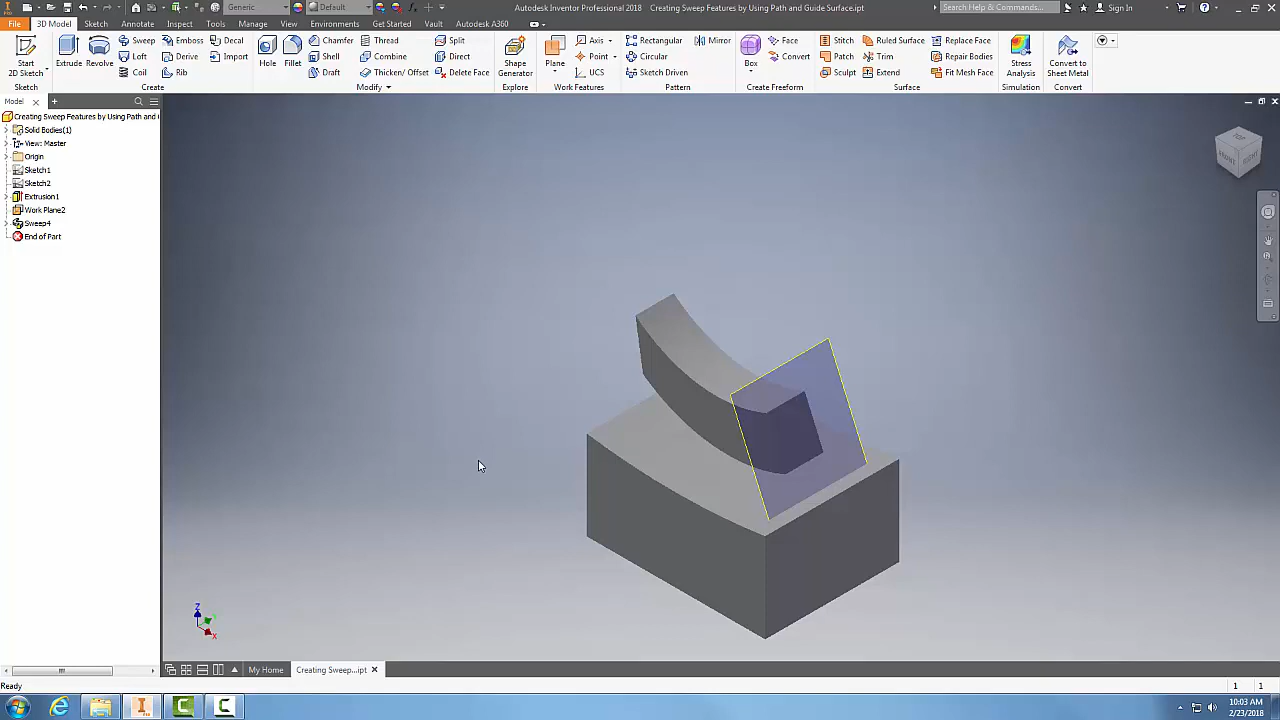 Generic
Default
Autodesk Inventor Professional 2018 Creating Sweep Features by Using Path and Guide Surface.ipt
Search Help & Commands...
Sign In
File 3D Model Sketch Annotate Inspect Tools Manage View Environments Get Started Vault Autodesk A360
Start 2D Sketch
Extrude Revolve
Sweep Emboss Decal
Loft Derive Import
Coil Rib
Hole Fillet
Chamfer Thread Split
Shell Combine Direct
Draft Thicken/ Offset Delete Face
Shape Generator
Plane
Axis
Point
UCS
Rectangular Mirror
Circular
Sketch Driven
Box
Face
Convert
Stitch Ruled Surface Replace Face
Patch Trim Repair Bodies
Sculpt Extend Fit Mesh Face
Stress Analysis
Convert to Sheet Metal
Sketch Create Modify Explore Work Features Pattern Create Freeform Surface Simulation Convert
Model
Creating Sweep Features by Using Path and
Solid Bodies(1)
View: Master
Origin
Sketch1
Sketch2
Extrusion1
Work Plane2
Sweep4
End of Part
TOP
FRONT RIGHT
Z
Y
X
My Home Creating Sweep...ipt
Ready 1 1
10:03 AM
2/23/2018